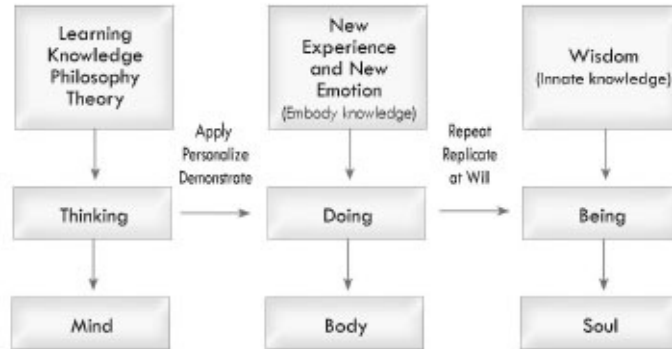 Learning
Knowledge
Philosophy
Theory
New
Experience
and New
Emotion
(Embody knowledge)
Wisdom
(Innate knowledge)
Apply
Personalize
Demonstrate
Repeat
Replicate
at Will
Thinking
Doing
Being
Mind
Body
Soul